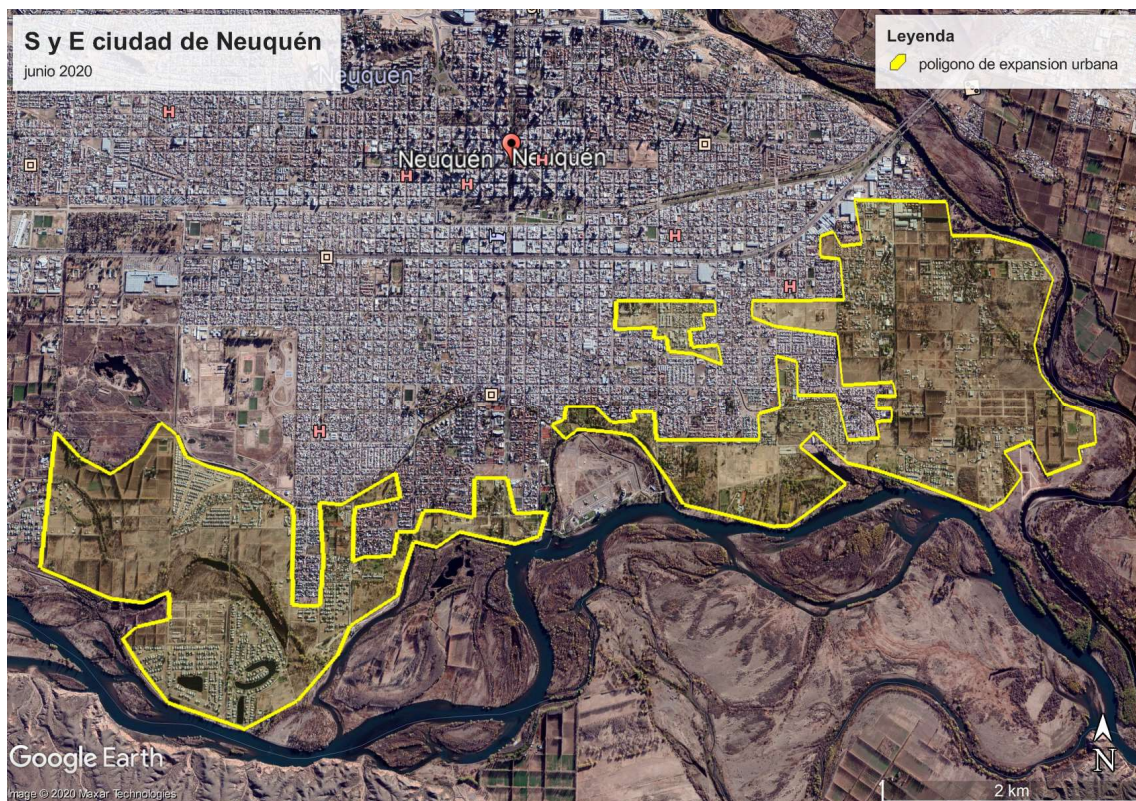 S y E ciudad de Neuquén
junio 2020
Leyenda
poligono de expansion urbana
Neuquén
H
H
Neuquén
Neuquén
H
H
H
H
H
H
Google Earth
Image © 2020 Maxar Technologies
N
2 km